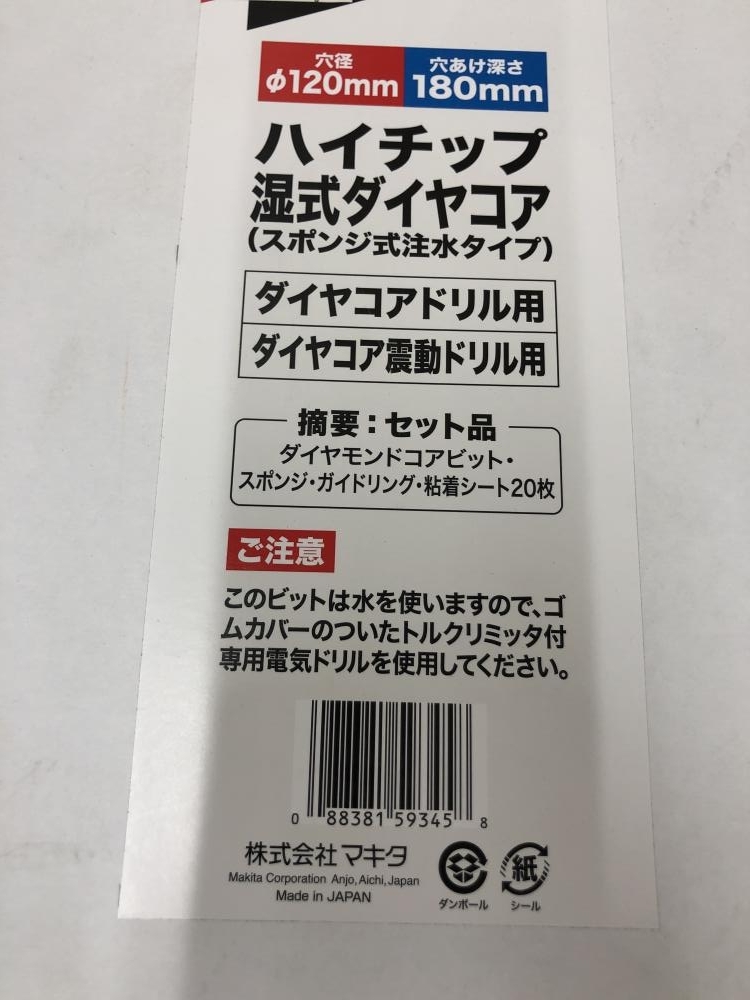 穴径
φ120mm
穴あけ深さ
180mm
ハイチップ
湿式ダイヤコア
(スポンジ式注水タイプ)
ダイヤコアドリル用
ダイヤコア震動ドリル用
摘要：セット品
ダイヤモンドコアビット・
スポンジ・ガイドリング・粘着シート20枚
ご注意
このビットは水を使いますので、ゴ
ムカバーのついたトルクリミッタ付
専用電気ドリルを使用してください。
0 88381 59345 8
株式会社マキタ
Makita Corporation Anjo, Aichi, Japan
Made in JAPAN
ダンボール
紙
シール